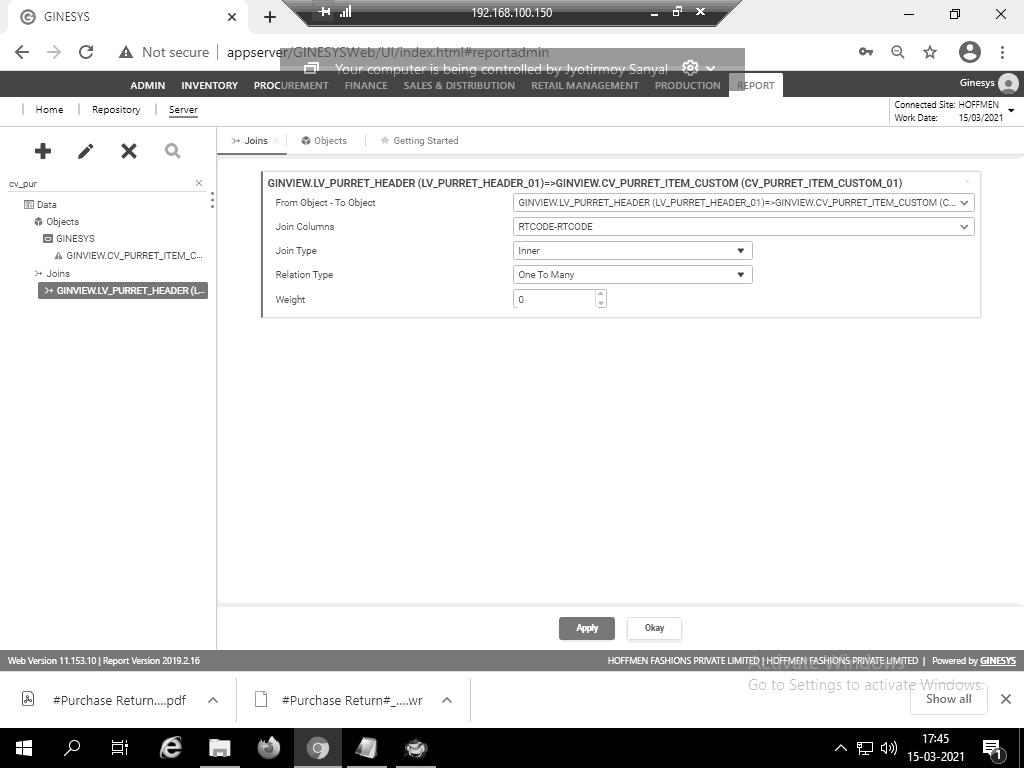 GINESYS
192.168.100.150
Not secure
appserver/GINESYSWeb/UI/index.html#reportadmin
Your computer is being controlled by Jyotirmoy Sanyal
ADMIN INVENTORY PROCUREMENT FINANCE SALES & DISTRIBUTION RETAIL MANAGEMENT PRODUCTION REPORT
Ginesys
Home Repository Server
Connected Site: HOFFMEN
Work Date: 15/03/2021
Joins Objects Getting Started
cv_pur
Data
Objects
GINESYS
GINVIEW.CV_PURRET_ITEM_C...
Joins
GINVIEW.LV_PURRET_HEADER (L...
GINVIEW.LV_PURRET_HEADER (LV_PURRET_HEADER_01)=>GINVIEW.CV_PURRET_ITEM_CUSTOM (CV_PURRET_ITEM_CUSTOM_01)
From Object - To Object GINVIEW.LV_PURRET_HEADER (LV_PURRET_HEADER_01)=>GINVIEW.CV_PURRET_ITEM_CUSTOM (C...
Join Columns RTCODE-RTCODE
Join Type Inner
Relation Type One To Many
Weight 0
Apply Okay
Web Version 11.153.10 | Report Version 2019.2.16
HOFFMEN FASHIONS PRIVATE LIMITED | HOFFMEN FASHIONS PRIVATE LIMITED | Powered by GINESYS
Activate Windows
Go to Settings to activate Windows.
#Purchase Return....pdf
#Purchase Return#_....wr
Show all
17:45
15-03-2021
1